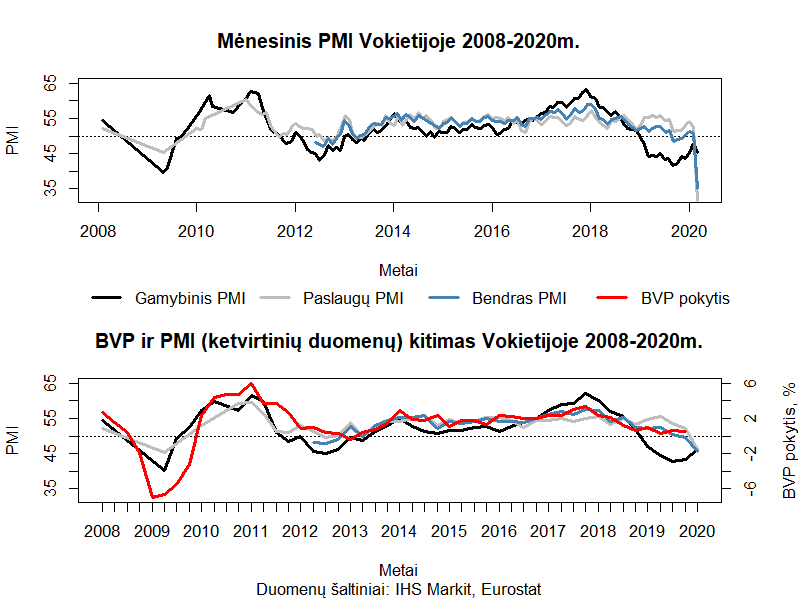 Mėnesinis PMI Vokietijoje 2008-2020m.
PMI
65
55
45
35
2008 2010 2012 2014 2016 2018 2020
Metai
Gamybinis PMI Paslaugų PMI Bendras PMI BVP pokytis
BVP ir PMI (ketvirtinių duomenų) kitimas Vokietijoje 2008-2020m.
PMI
65
55
45
35
6
2
-2
-6
BVP pokytis, %
2008 2009 2010 2011 2012 2013 2014 2015 2016 2017 2018 2019 2020
Metai
Duomenų šaltiniai: IHS Markit, Eurostat